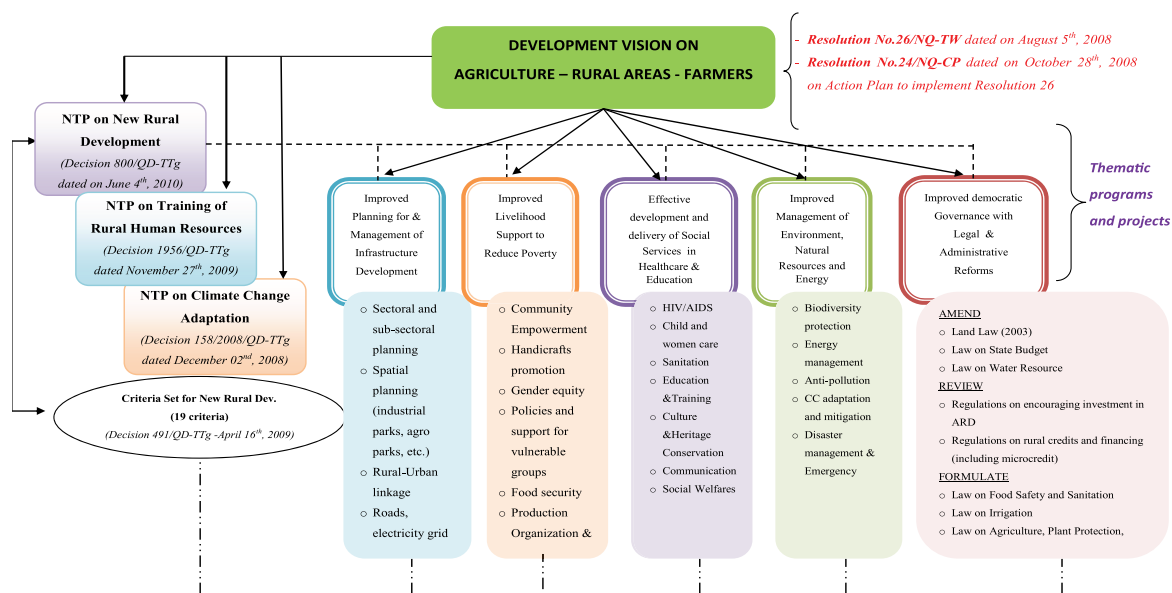 DEVELOPMENT VISION ON
AGRICULTURE – RURAL AREAS - FARMERS
- Resolution No.26/NQ-TW dated on August 5th, 2008
- Resolution No.24/NQ-CP dated on October 28th, 2008
on Action Plan to implement Resolution 26
NTP on New Rural
Development
(Decision 800/QD-TTg
dated on June 4th, 2010)
NTP on Training of
Rural Human Resources
(Decision 1956/QD-TTg
dated November 27th, 2009)
NTP on Climate Change
Adaptation
(Decision 158/2008/QD-TTg
dated December 02nd, 2008)
Criteria Set for New Rural Dev.
(19 criteria)
(Decision 491/QD-TTg -April 16th, 2009)
Thematic
programs
and projects
Improved
Planning for &
Management of
Infrastructure
Development
o Sectoral and
sub-sectoral
planning
o Spatial
planning
(industrial
parks, agro
parks, etc.)
o Rural-Urban
linkage
o Roads,
electricity grid
Improved
Livelihood
Support to
Reduce Poverty
o Community
Empowerment
o Handicrafts
promotion
o Gender equity
o Policies and
support for
vulnerable
groups
o Food security
o Production
Organization &
Effective
development and
delivery of Social
Services in
Healthcare &
Education
o HIV/AIDS
o Child and
women care
o Sanitation
o Education
&Training
o Culture
&Heritage
Conservation
o Communication
o Social Welfares
Improved
Management of
Environment,
Natural
Resources and
Energy
o Biodiversity
protection
o Energy
management
o Anti-pollution
o CC adaptation
and mitigation
o Disaster
management &
Emergency
Improved democratic
Governance with
Legal &
Administrative
Reforms
AMEND
o Land Law (2003)
o Law on State Budget
o Law on Water Resource
REVIEW
o Regulations on encouraging investment in
ARD
o Regulations on rural credits and financing
(including microcredit)
FORMULATE
o Law on Food Safety and Sanitation
o Law on Irrigation
o Law on Agriculture, Plant Protection,